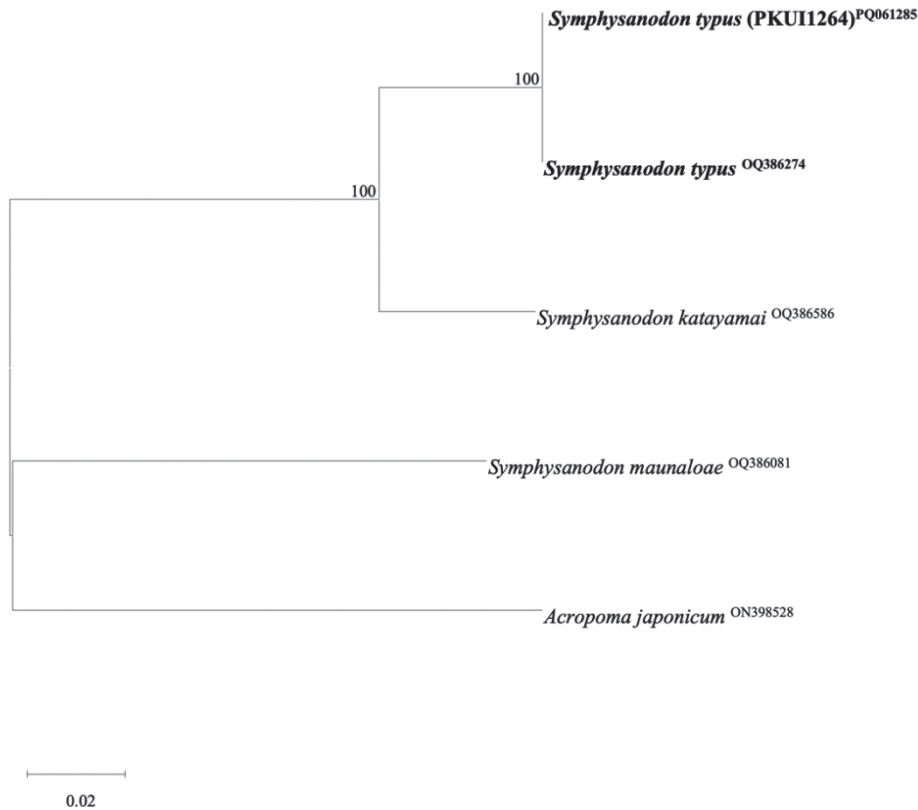 Symphysanodon typus (PKUI1264)PQ061285
100
Symphysanodon typus OQ386274
100
Symphysanodon katayamai OQ386586
Symphysanodon maunaloae OQ386081
Acropoma japonicum ON398528
0.02